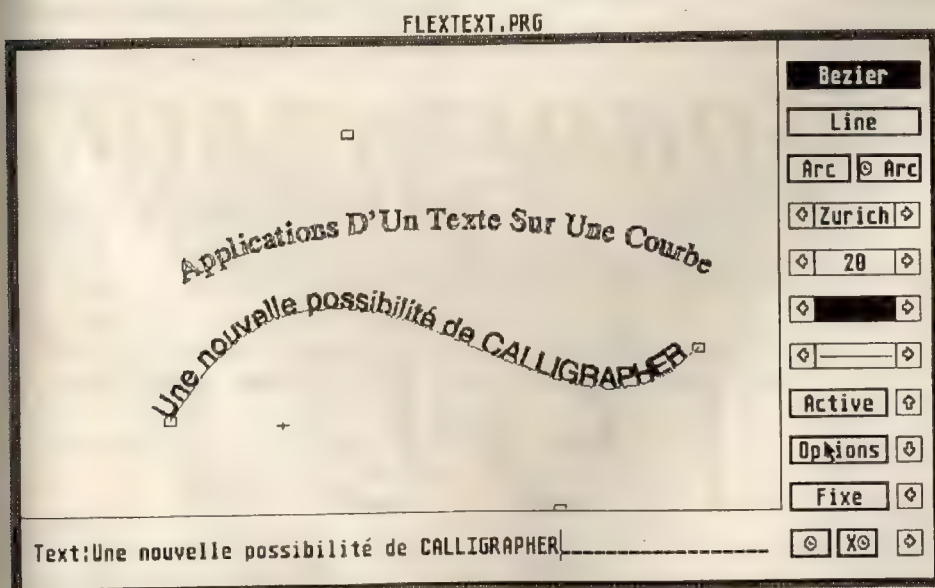 FLEXTEXT.PRG
Bezier
Line
Arc Arc
Zurich
20
Active
Options
Fixe
X
Applications D'Un Texte Sur Une Courbe
Une nouvelle possibilité de CALLIGRAPHER
Text:Une nouvelle possibilité de CALLIGRAPHER